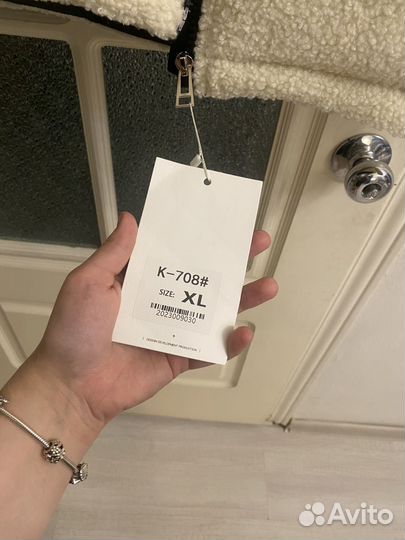 K-708#
SIZE: XL
2023009030
( DESIGN DEVELOPMENT PRODUCTION )
Avito